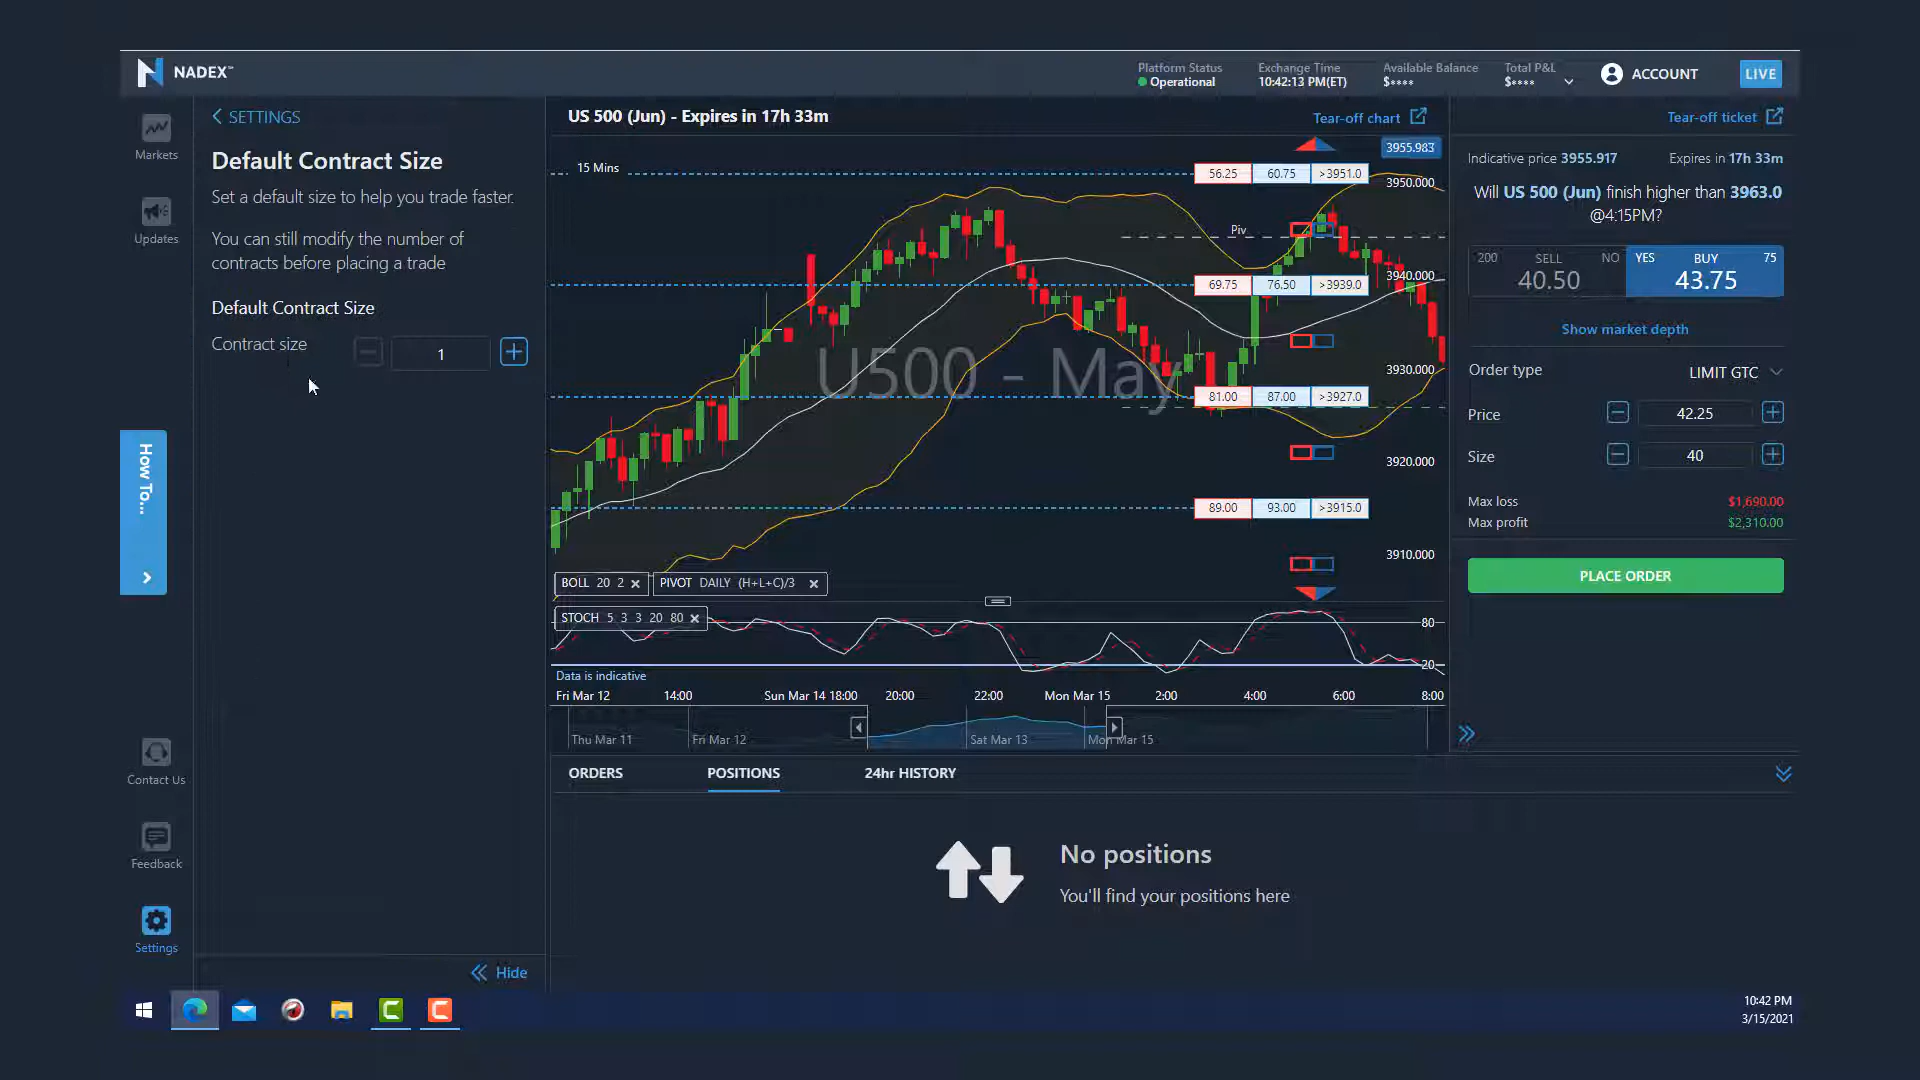 NADEX™
Platform Status
Operational
Exchange Time
10:42:13 PM(ET)
Available Balance
$****
Total P&L
$****
ACCOUNT
LIVE
Markets
Updates
How To...
Contact Us
Feedback
Settings
SETTINGS
Default Contract Size
Set a default size to help you trade faster.
You can still modify the number of
contracts before placing a trade
Default Contract Size
Contract size
1
Hide
US 500 (Jun) - Expires in 17h 33m
Tear-off chart
15 Mins
3955.983
56.25 60.75 >3951.0
3950.000
Piv
3940.000
69.75 76.50 >3939.0
3930.000
U500 - May
81.00 87.00 >3927.0
3920.000
89.00 93.00 >3915.0
3910.000
BOLL 20 2
PIVOT DAILY (H+L+C)/3
STOCH 5 3 3 20 80
80
20
Data is indicative
Fri Mar 12 14:00 Sun Mar 14 18:00 20:00 22:00 Mon Mar 15 2:00 4:00 6:00 8:00
Thu Mar 11 Fri Mar 12 Sat Mar 13 Mon Mar 15
Tear-off ticket
Indicative price 3955.917
Expires in 17h 33m
Will US 500 (Jun) finish higher than 3963.0
@4:15PM?
200 SELL NO
40.50
YES BUY 75
43.75
Show market depth
Order type
LIMIT GTC
Price
42.25
Size
40
Max loss
$1,690.00
Max profit
$2,310.00
PLACE ORDER
ORDERS
POSITIONS
24hr HISTORY
No positions
You'll find your positions here
10:42 PM
3/15/2021